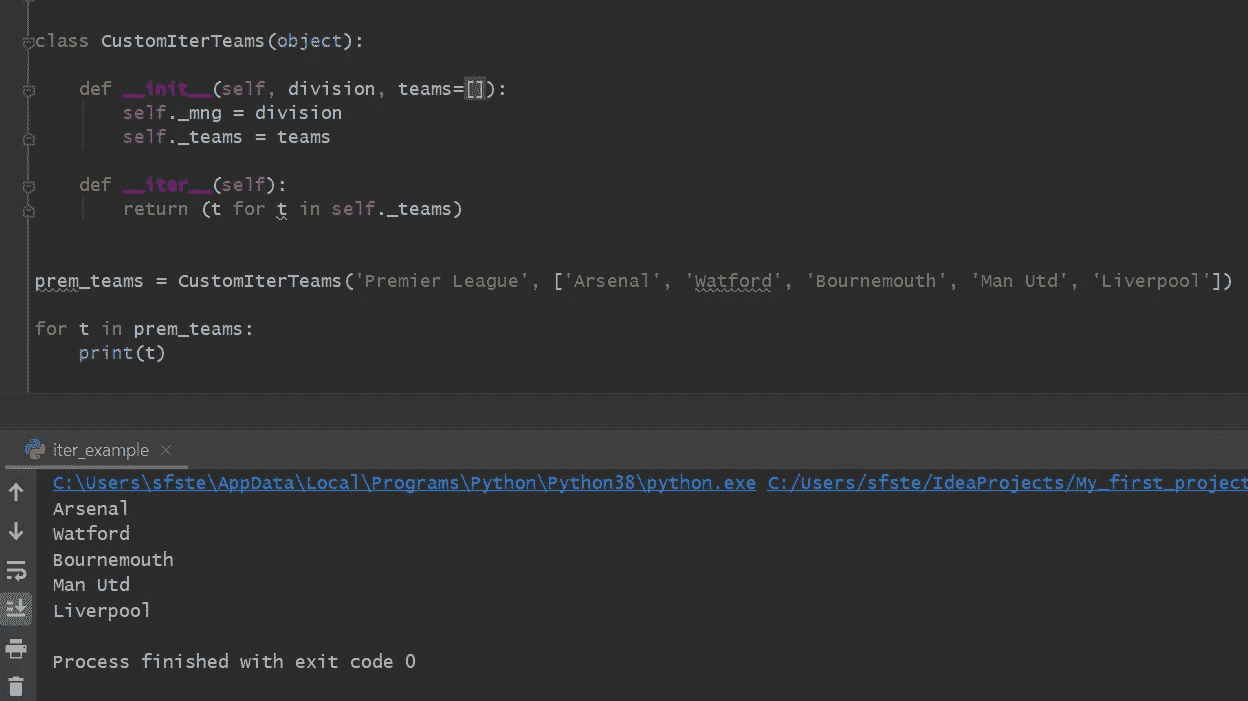 class CustomIterTeams(object):
    def __init__(self, division, teams=[]):
        self._mng = division
        self._teams = teams
    def __iter__(self):
        return (t for t in self._teams)
prem_teams = CustomIterTeams('Premier League', ['Arsenal', 'Watford', 'Bournemouth', 'Man Utd', 'Liverpool'])
for t in prem_teams:
    print(t)
iter_example
C:\Users\sfste\AppData\Local\Programs\Python\Python38\python.exe C:/Users/sfste/IdeaProjects/My_first_project
Arsenal
Watford
Bournemouth
Man Utd
Liverpool
Process finished with exit code 0